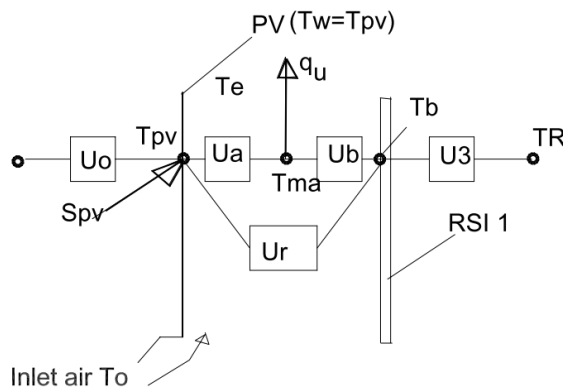 PV (Tw=Tpv)
Te
qu
Tb
Tpv
TR
Uo
Ua
Ub
U3
Tma
Spv
Ur
RSI 1
Inlet air To